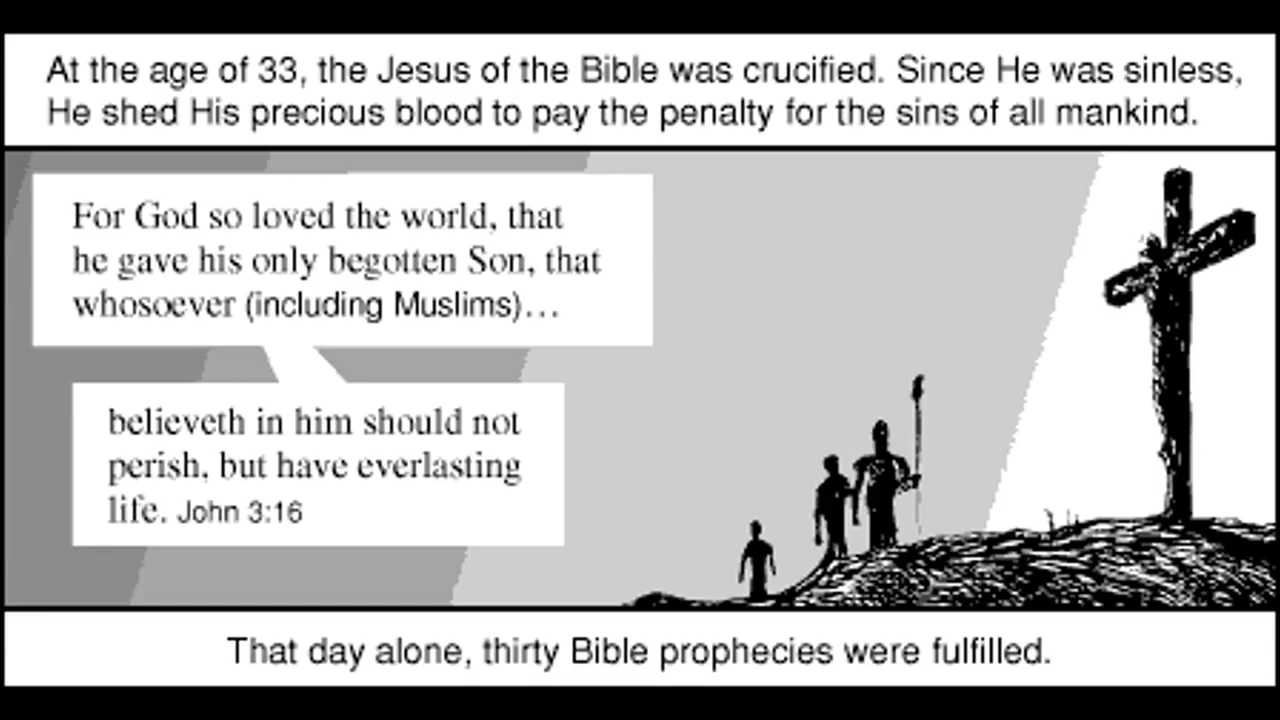 At the age of 33, the Jesus of the Bible was crucified. Since He was sinless,
He shed His precious blood to pay the penalty for the sins of all mankind.
For God so loved the world, that
he gave his only begotten Son, that
whosoever (including Muslims)...
believeth in him should not
perish, but have everlasting
life. John 3:16
That day alone, thirty Bible prophecies were fulfilled.